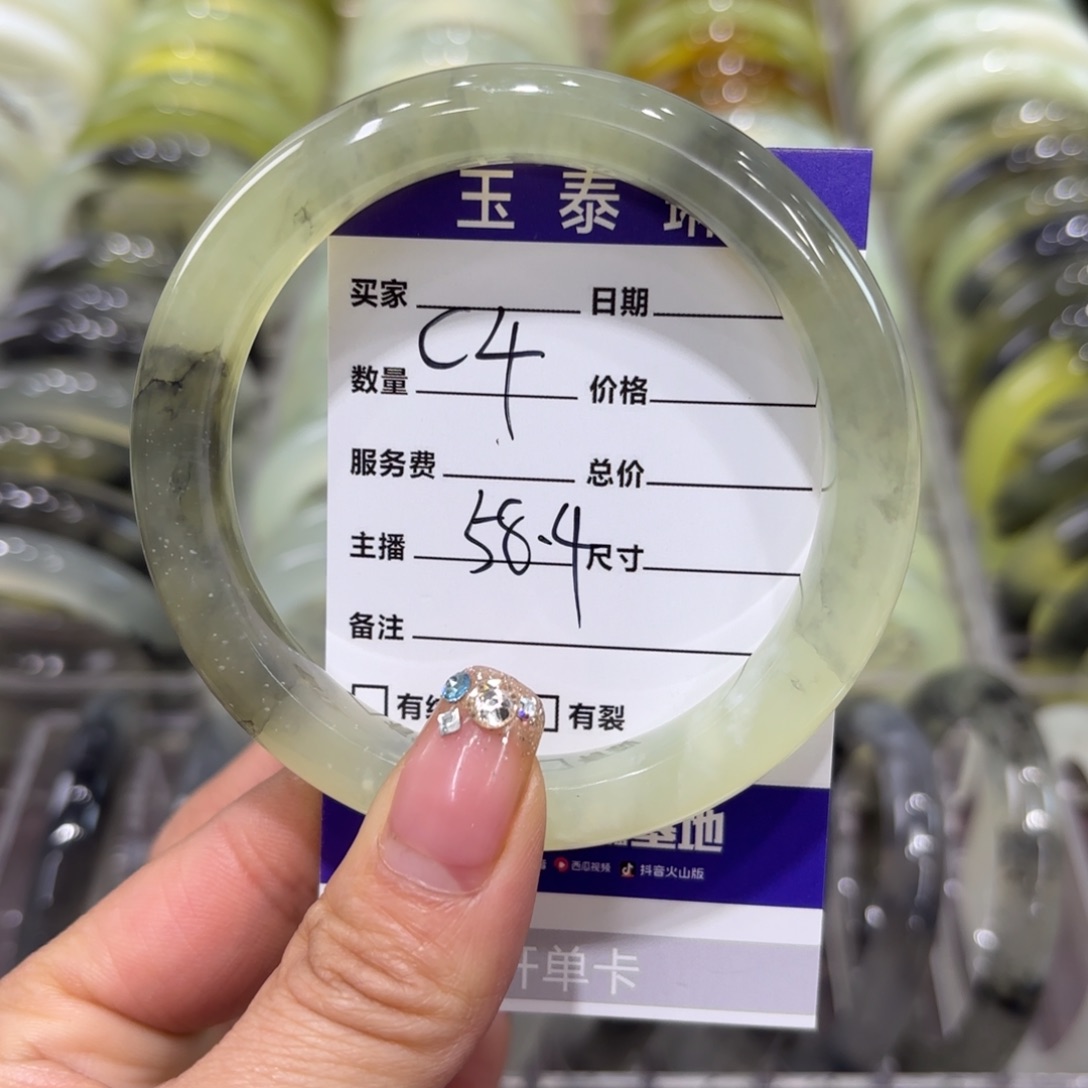 玉泰
买家 日期
C4
数量 价格
服务费 总价
58.4
主播 尺寸
备注
有 有裂
基地
西瓜视频 抖音火山版
开单卡